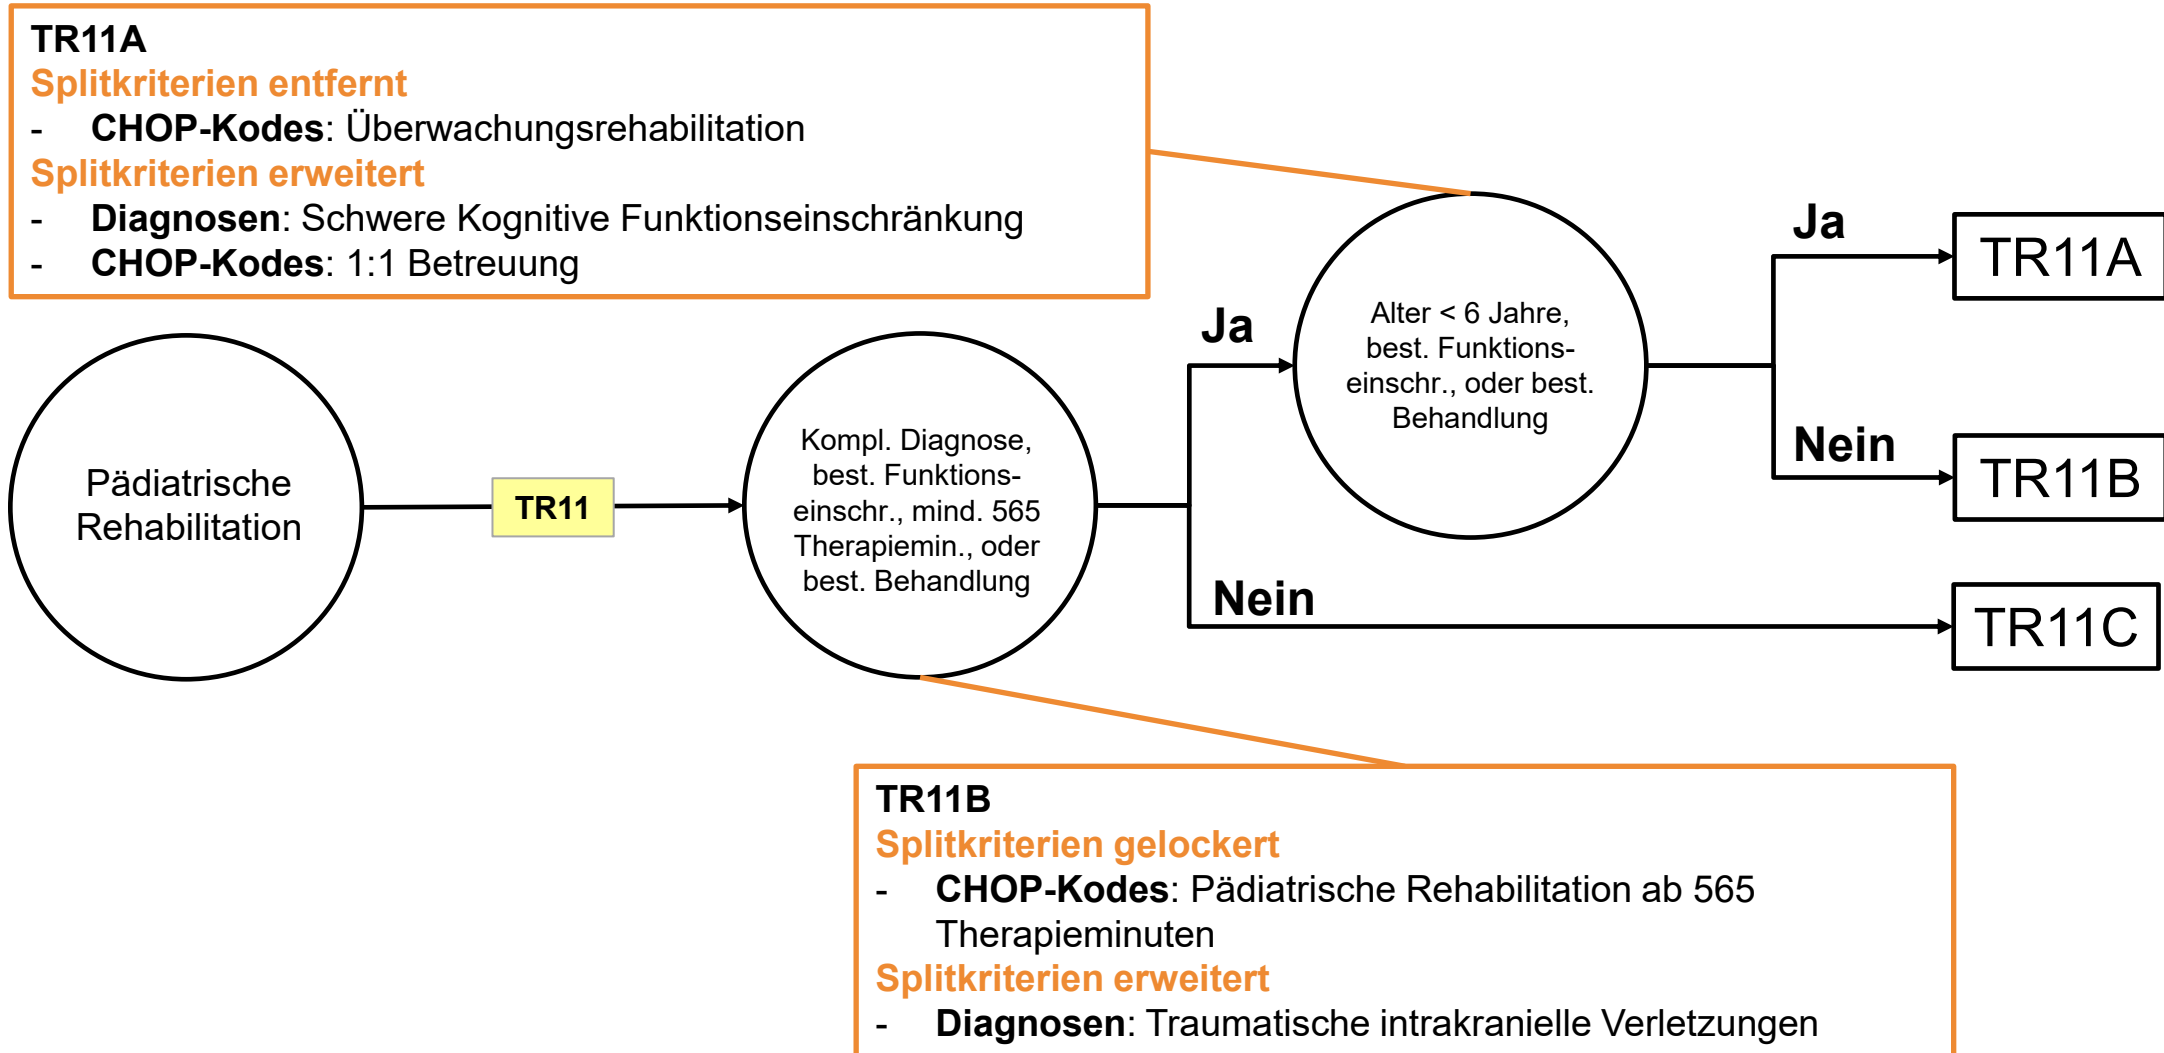 TR11A
Splitkriterien entfernt
- CHOP-Kodes: Überwachungsrehabilitation
Splitkriterien erweitert
- Diagnosen: Schwere Kognitive Funktionseinschränkung
- CHOP-Kodes: 1:1 Betreuung
Pädiatrische
Rehabilitation
TR11
Kompl. Diagnose,
best. Funktions-
einschr., mind. 565
Therapiemin., oder
best. Behandlung
Ja
Nein
Alter < 6 Jahre,
best. Funktions-
einschr., oder best.
Behandlung
Ja
Nein
TR11A
TR11B
TR11C
TR11B
Splitkriterien gelockert
- CHOP-Kodes: Pädiatrische Rehabilitation ab 565
Therapieminuten
Splitkriterien erweitert
- Diagnosen: Traumatische intrakranielle Verletzungen